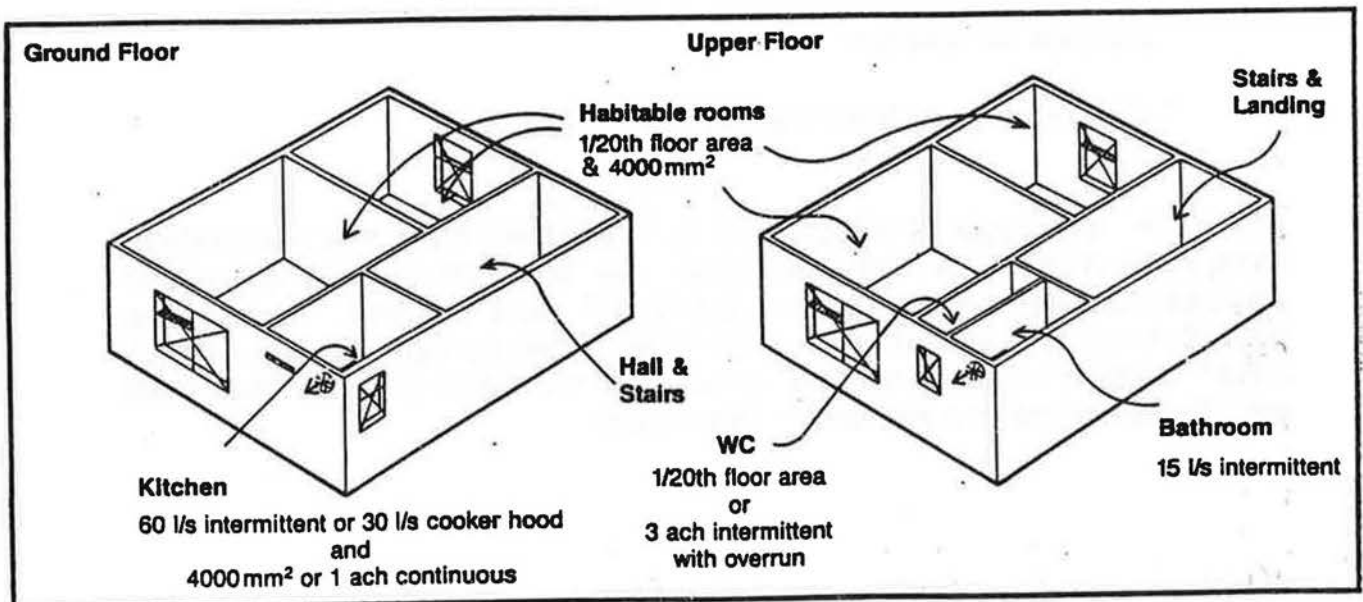 Ground Floor
Upper Floor
Stairs &
Landing
Habitable rooms
1/20th floor area
& 4000mm²
Hall &
Stairs
Kitchen
60 l/s intermittent or 30 l/s cooker hood
and
4000mm² or 1 ach continuous
WC
1/20th floor area
or
3 ach intermittent
with overrun
Bathroom
15 l/s intermittent